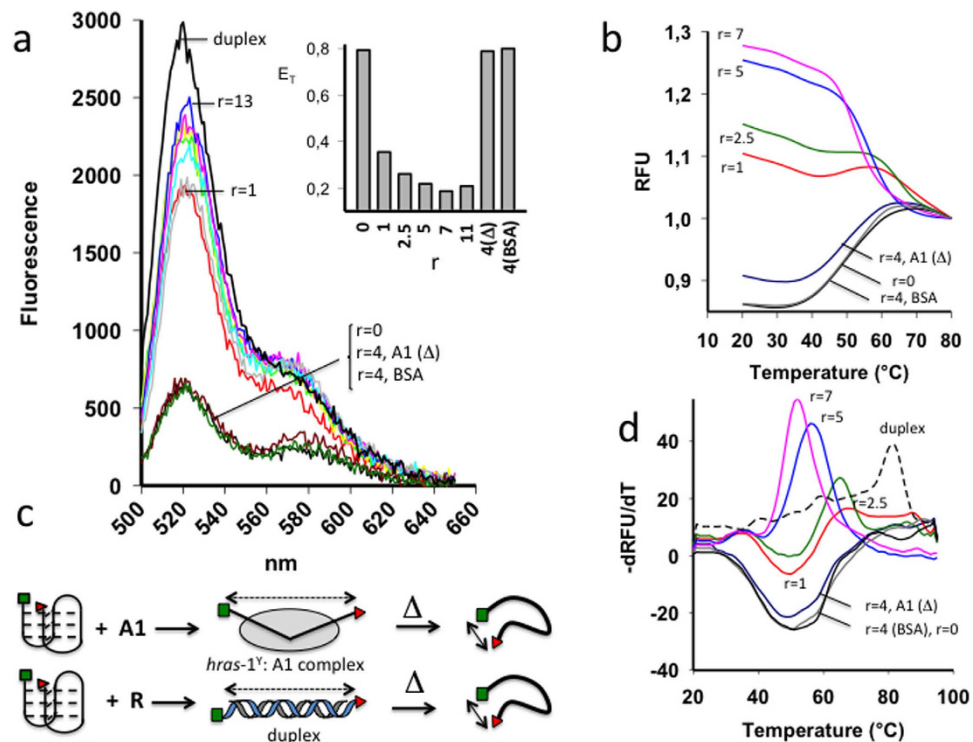 a
3000
2500
2000
1500
1000
500
0
Fluorescence
500
520
540
560
580
600
620
640
660
nm
duplex
r=13
r=1
r=0
r=4, A1 (Δ)
r=4, BSA
E_T
0,8
0,6
0,4
0,2
0
1
2.5
5
7
11
4(Δ)
4(BSA)
r
b
1,3
1,2
1,1
1,0
0,9
RFU
r= 7
r= 5
r=2.5
r=1
r=4, A1 (Δ)
r=0
r=4, BSA
10
20
30
40
50
60
70
80
Temperature (°C)
c
+ A1
Δ
hras-1ʸ: A1 complex
+ R
Δ
duplex
d
40
20
0
-20
-40
-dRFU/dT
r=7
r=5
duplex
r=2.5
r=1
r=4, A1 (Δ)
r=4 (BSA), r=0
20
40
60
80
100
Temperature (°C)